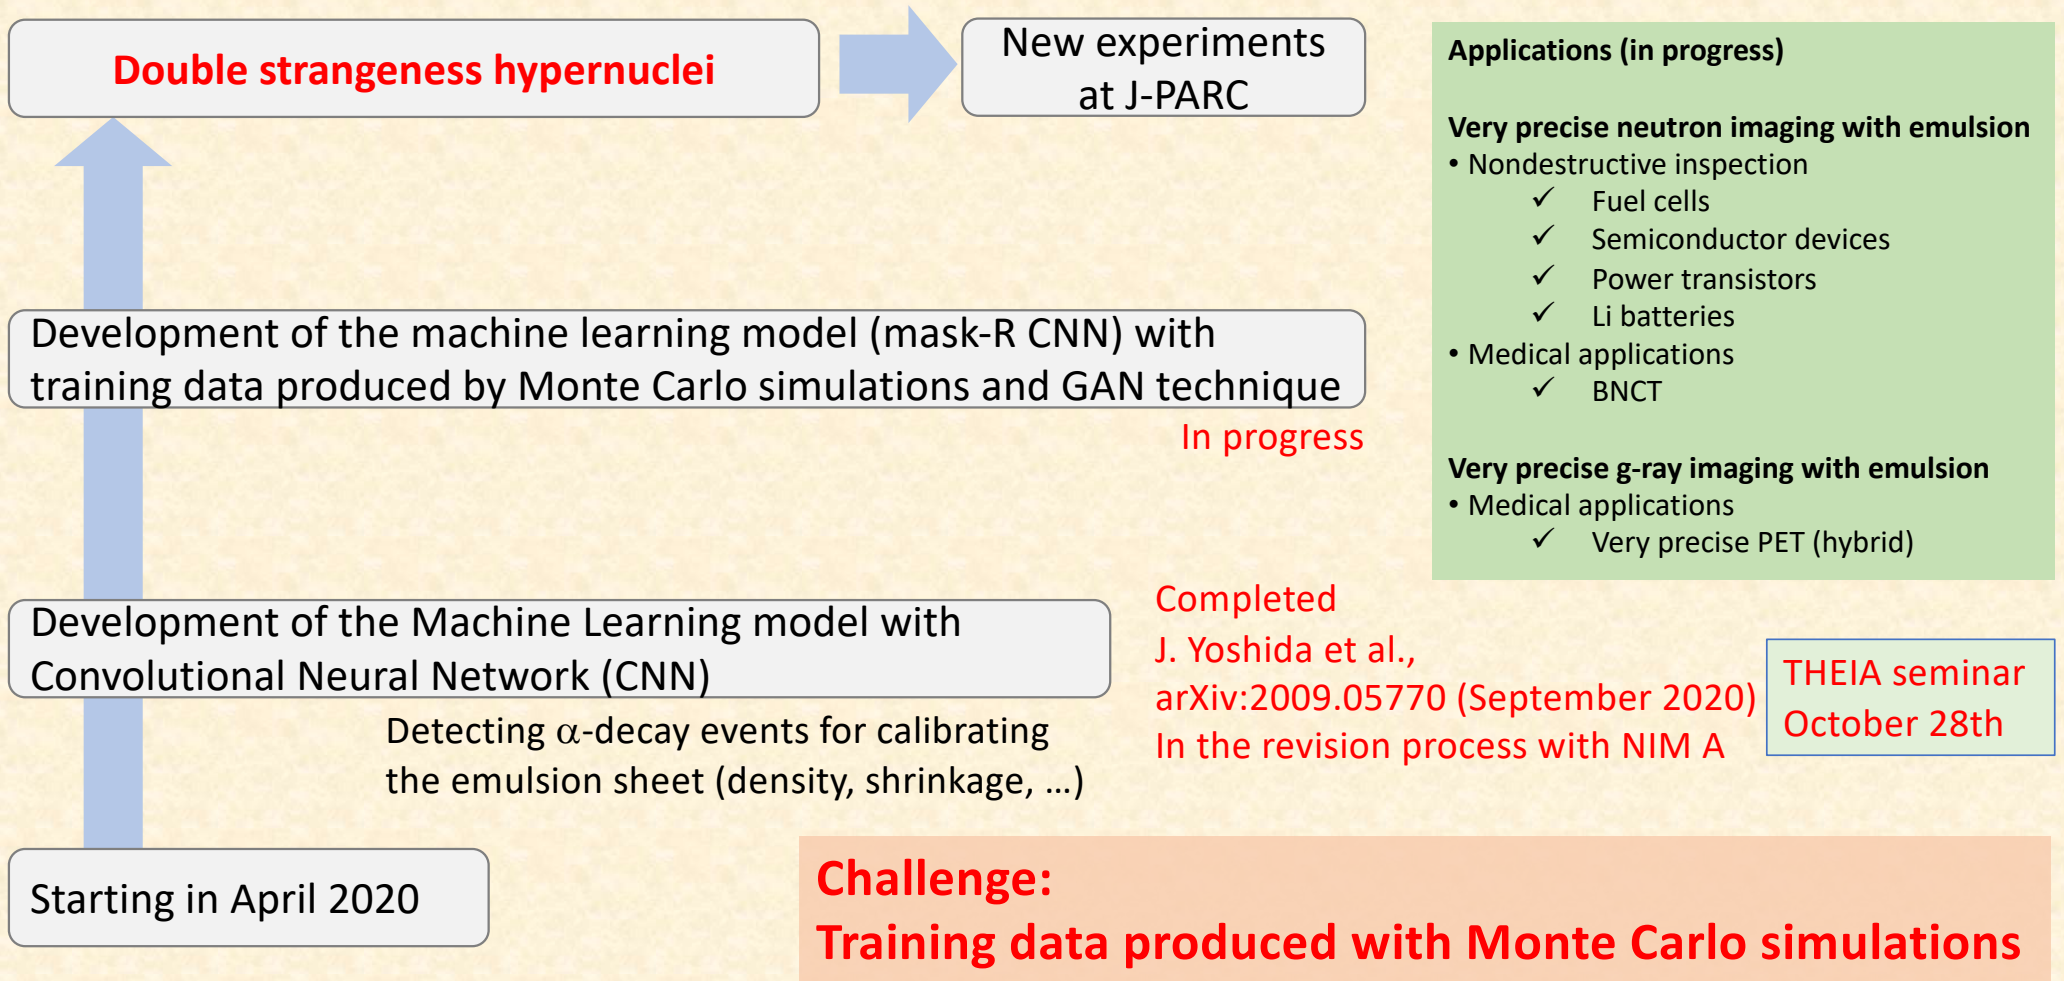 Double strangeness hypernuclei
New experiments
at J-PARC
Development of the machine learning model (mask-R CNN) with
training data produced by Monte Carlo simulations and GAN technique
In progress
Development of the Machine Learning model with
Convolutional Neural Network (CNN)
Detecting α-decay events for calibrating
the emulsion sheet (density, shrinkage, …)
Completed
J. Yoshida et al.,
arXiv:2009.05770 (September 2020)
In the revision process with NIM A
THEIA seminar
October 28th
Starting in April 2020
Challenge:
Training data produced with Monte Carlo simulations
Applications (in progress)
Very precise neutron imaging with emulsion
• Nondestructive inspection
✓ Fuel cells
✓ Semiconductor devices
✓ Power transistors
✓ Li batteries
• Medical applications
✓ BNCT
Very precise g-ray imaging with emulsion
• Medical applications
✓ Very precise PET (hybrid)